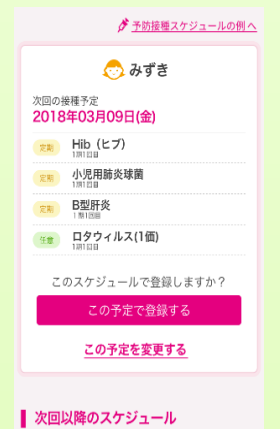 予防接種スケジュールの例へ
みずき
次回の接種予定
2018年03月09日(金)
定期 Hib（ヒブ）
1期1回目
定期 小児用肺炎球菌
1期1回目
定期 B型肝炎
1期1回目
任意 ロタウィルス(1価)
1期1回目
このスケジュールで登録しますか？
この予定で登録する
この予定を変更する
次回以降のスケジュール